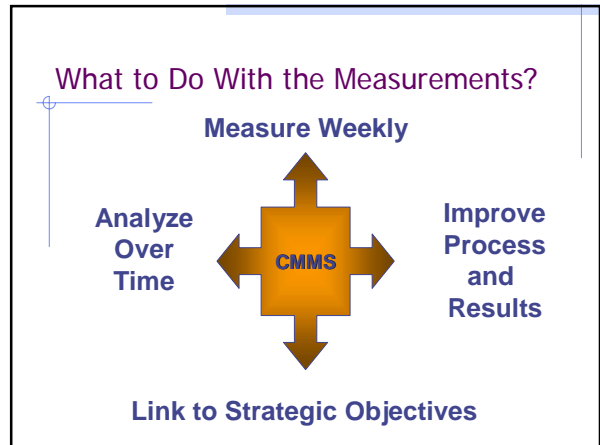 What to Do With the Measurements?
Measure Weekly
Analyze
Over
Time
CMMS
Improve
Process
and
Results
Link to Strategic Objectives